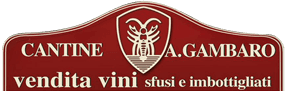 CANTINE A.GAMBARO
vendita vini sfusi e imbottigliati